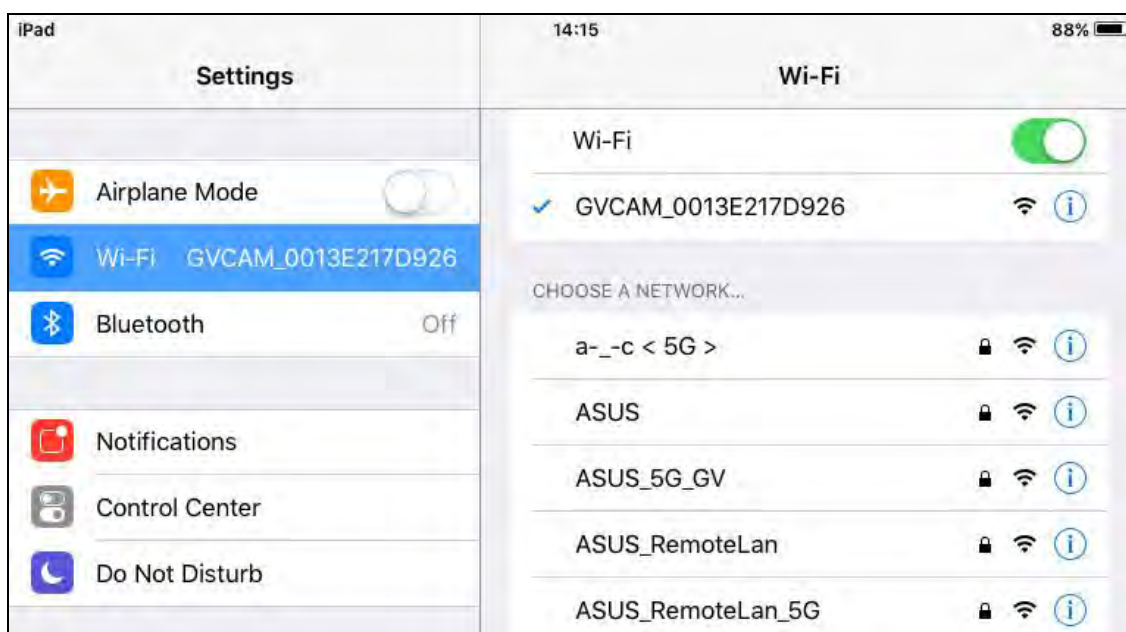 iPad
14:15
88%
Settings
Wi-Fi
Wi-Fi
Airplane Mode
GVCAM_0013E217D926
Wi-Fi GVCAM_0013E217D926
CHOOSE A NETWORK...
Bluetooth Off
a-_-c < 5G >
ASUS
Notifications
ASUS_5G_GV
Control Center
ASUS_RemoteLan
Do Not Disturb
ASUS_RemoteLan_5G